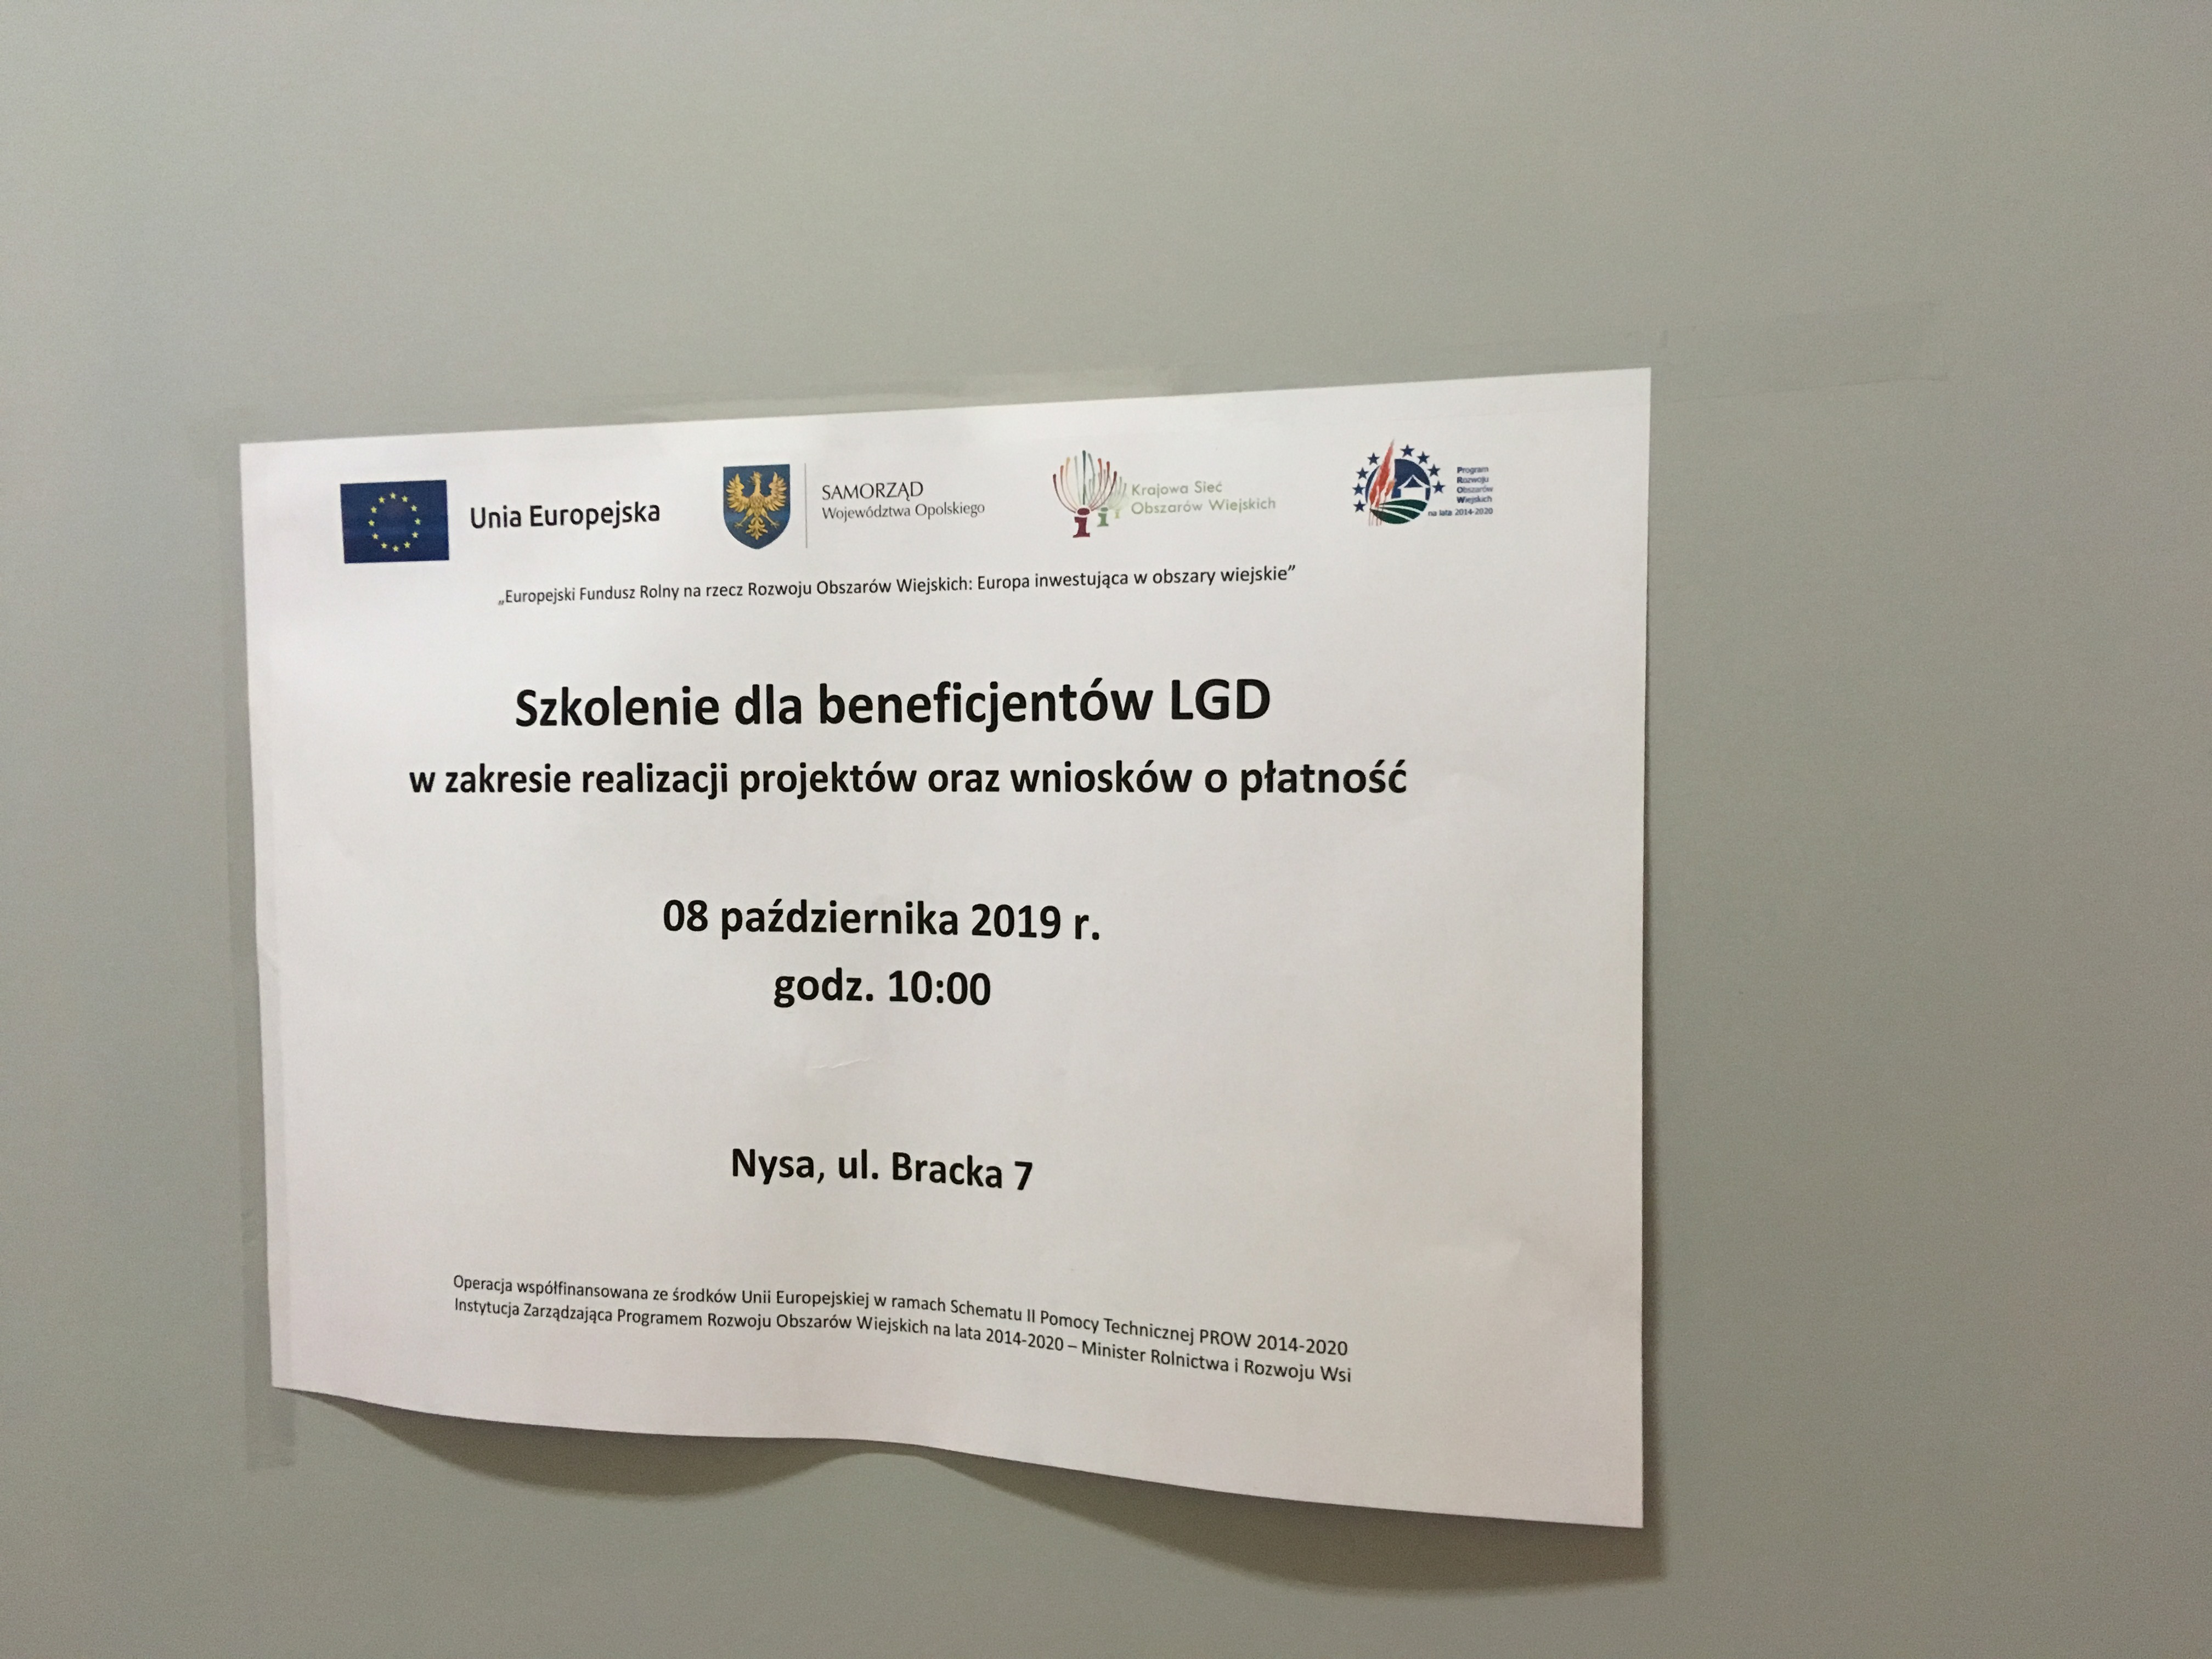 Unia Europejska
SAMORZĄD
Województwa Opolskiego
Krajowa Sieć
Obszarów Wiejskich
Program
Rozwoju
Obszarów
Wiejskich
na lata 2014-2020
„Europejski Fundusz Rolny na rzecz Rozwoju Obszarów Wiejskich: Europa inwestująca w obszary wiejskie”
Szkolenie dla beneficjentów LGD
w zakresie realizacji projektów oraz wniosków o płatność
08 października 2019 r.
godz. 10:00
Nysa, ul. Bracka 7
Operacja współfinansowana ze środków Unii Europejskiej w ramach Schematu II Pomocy Technicznej PROW 2014-2020
Instytucja Zarządzająca Programem Rozwoju Obszarów Wiejskich na lata 2014-2020 – Minister Rolnictwa i Rozwoju Wsi